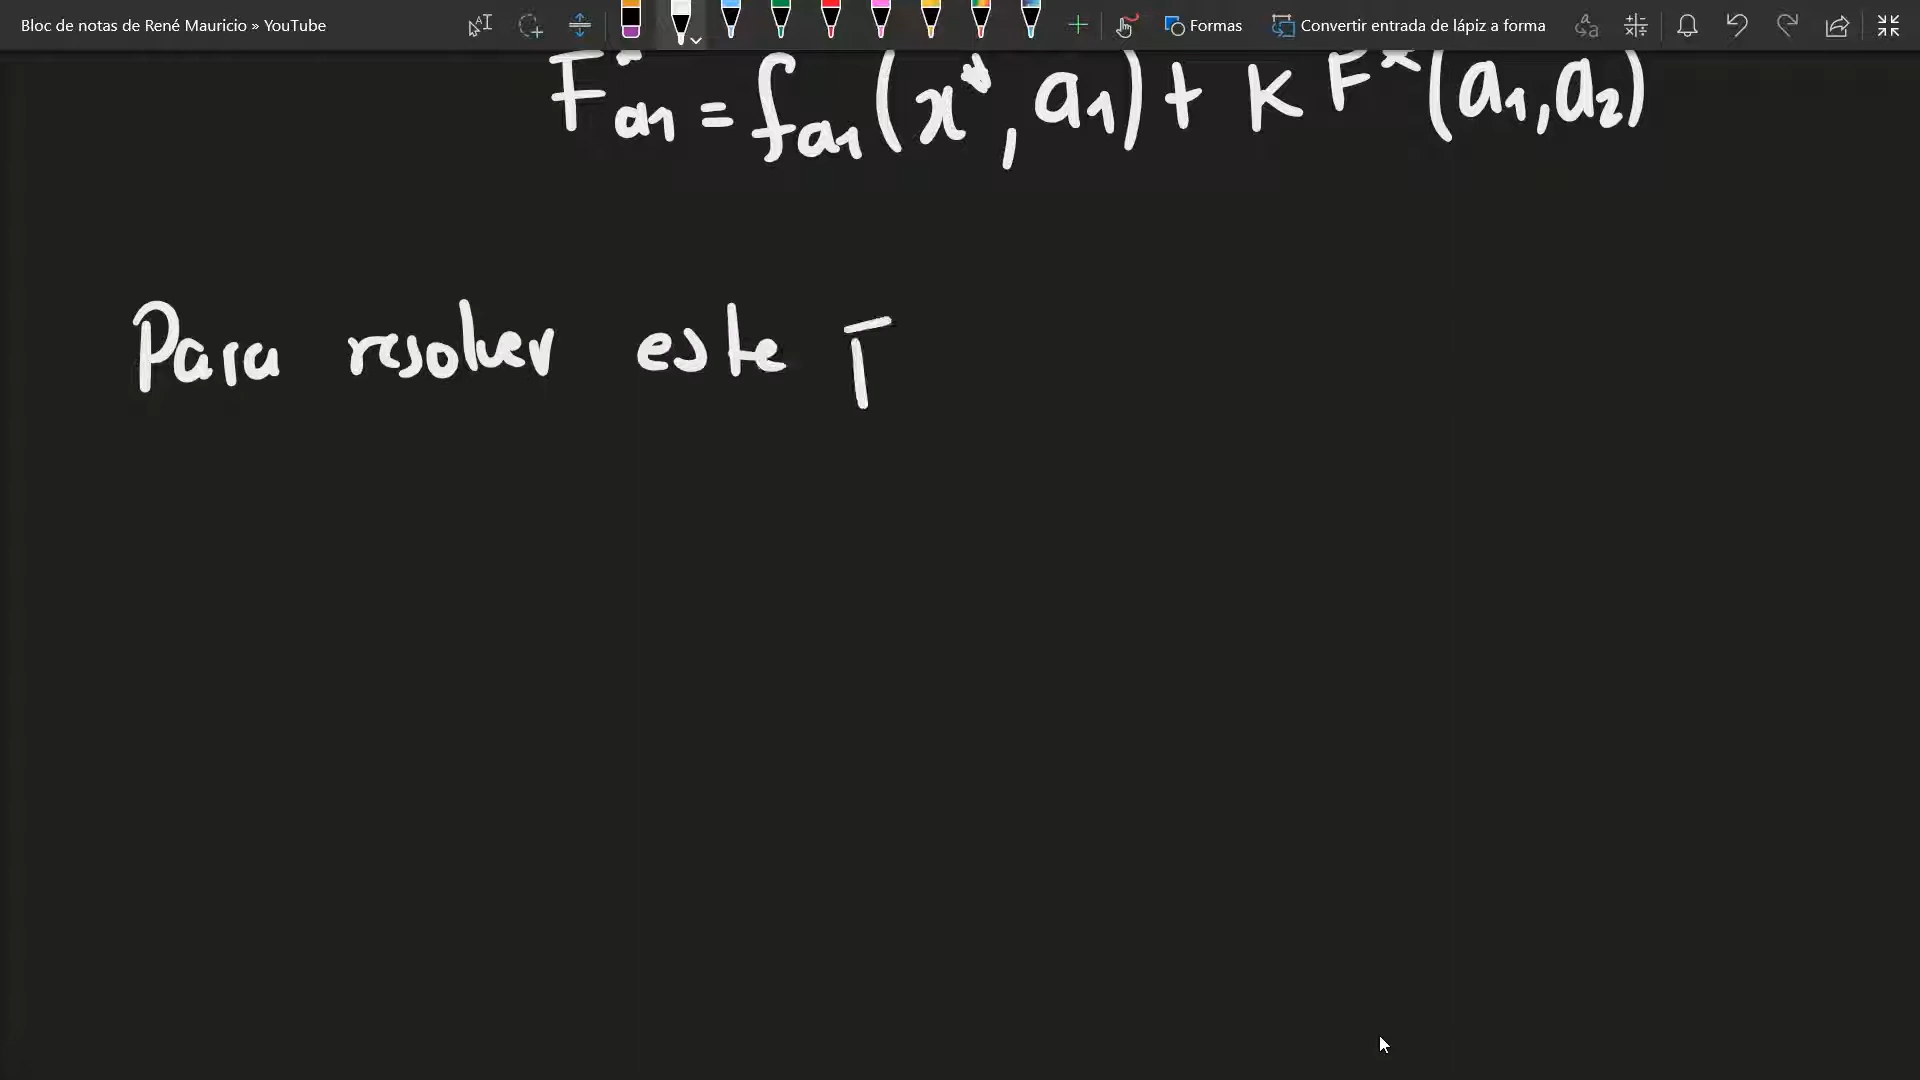 Bloc de notas de René Mauricio » YouTube
Formas
Convertir entrada de lápiz a forma
F*a1 = fa1(x*, a1) + K F*(a1, a2)
Para resolver este T